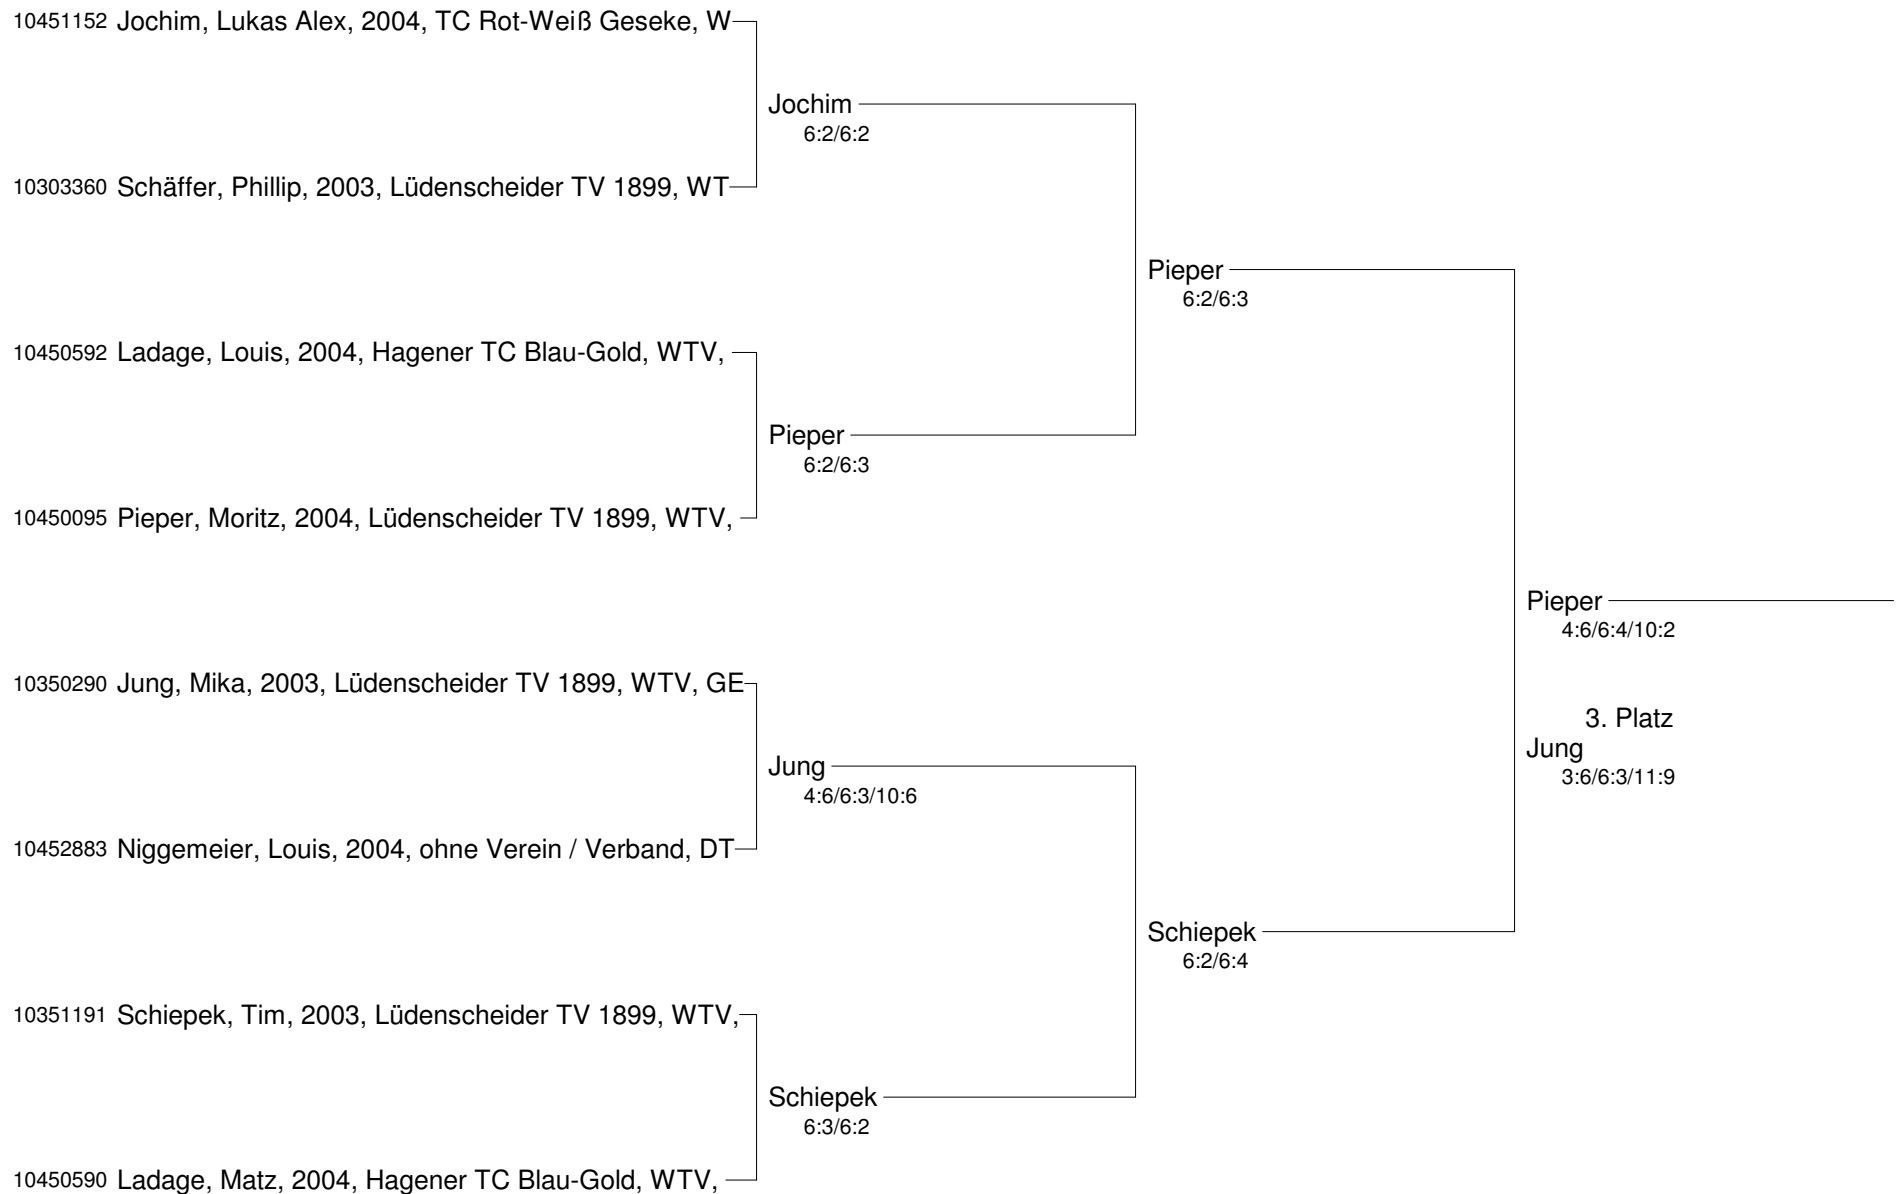 10451152 Jochim, Lukas Alex, 2004, TC Rot-Weiß Geseke, W
Jochim
6:2/6:2
10303360 Schäffer, Phillip, 2003, Lüdenscheider TV 1899, WT
Pieper
6:2/6:3
10450592 Ladage, Louis, 2004, Hagener TC Blau-Gold, WTV,
Pieper
6:2/6:3
10450095 Pieper, Moritz, 2004, Lüdenscheider TV 1899, WTV,
Pieper
4:6/6:4/10:2
10350290 Jung, Mika, 2003, Lüdenscheider TV 1899, WTV, GE
3. Platz
Jung
3:6/6:3/11:9
Jung
4:6/6:3/10:6
10452883 Niggemeier, Louis, 2004, ohne Verein / Verband, DT
Schiepek
6:2/6:4
10351191 Schiepek, Tim, 2003, Lüdenscheider TV 1899, WTV,
Schiepek
6:3/6:2
10450590 Ladage, Matz, 2004, Hagener TC Blau-Gold, WTV,